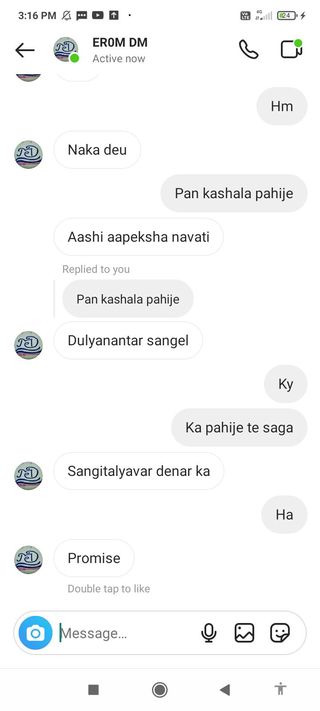 3:16 PM
24
ER0M DM
Active now
Hm
Naka deu
Pan kashala pahije
Aashi aapeksha navati
Replied to you
Pan kashala pahije
Dulyanantar sangel
Ky
Ka pahije te saga
Sangitalyavar denar ka
Ha
Promise
Double tap to like
Message...